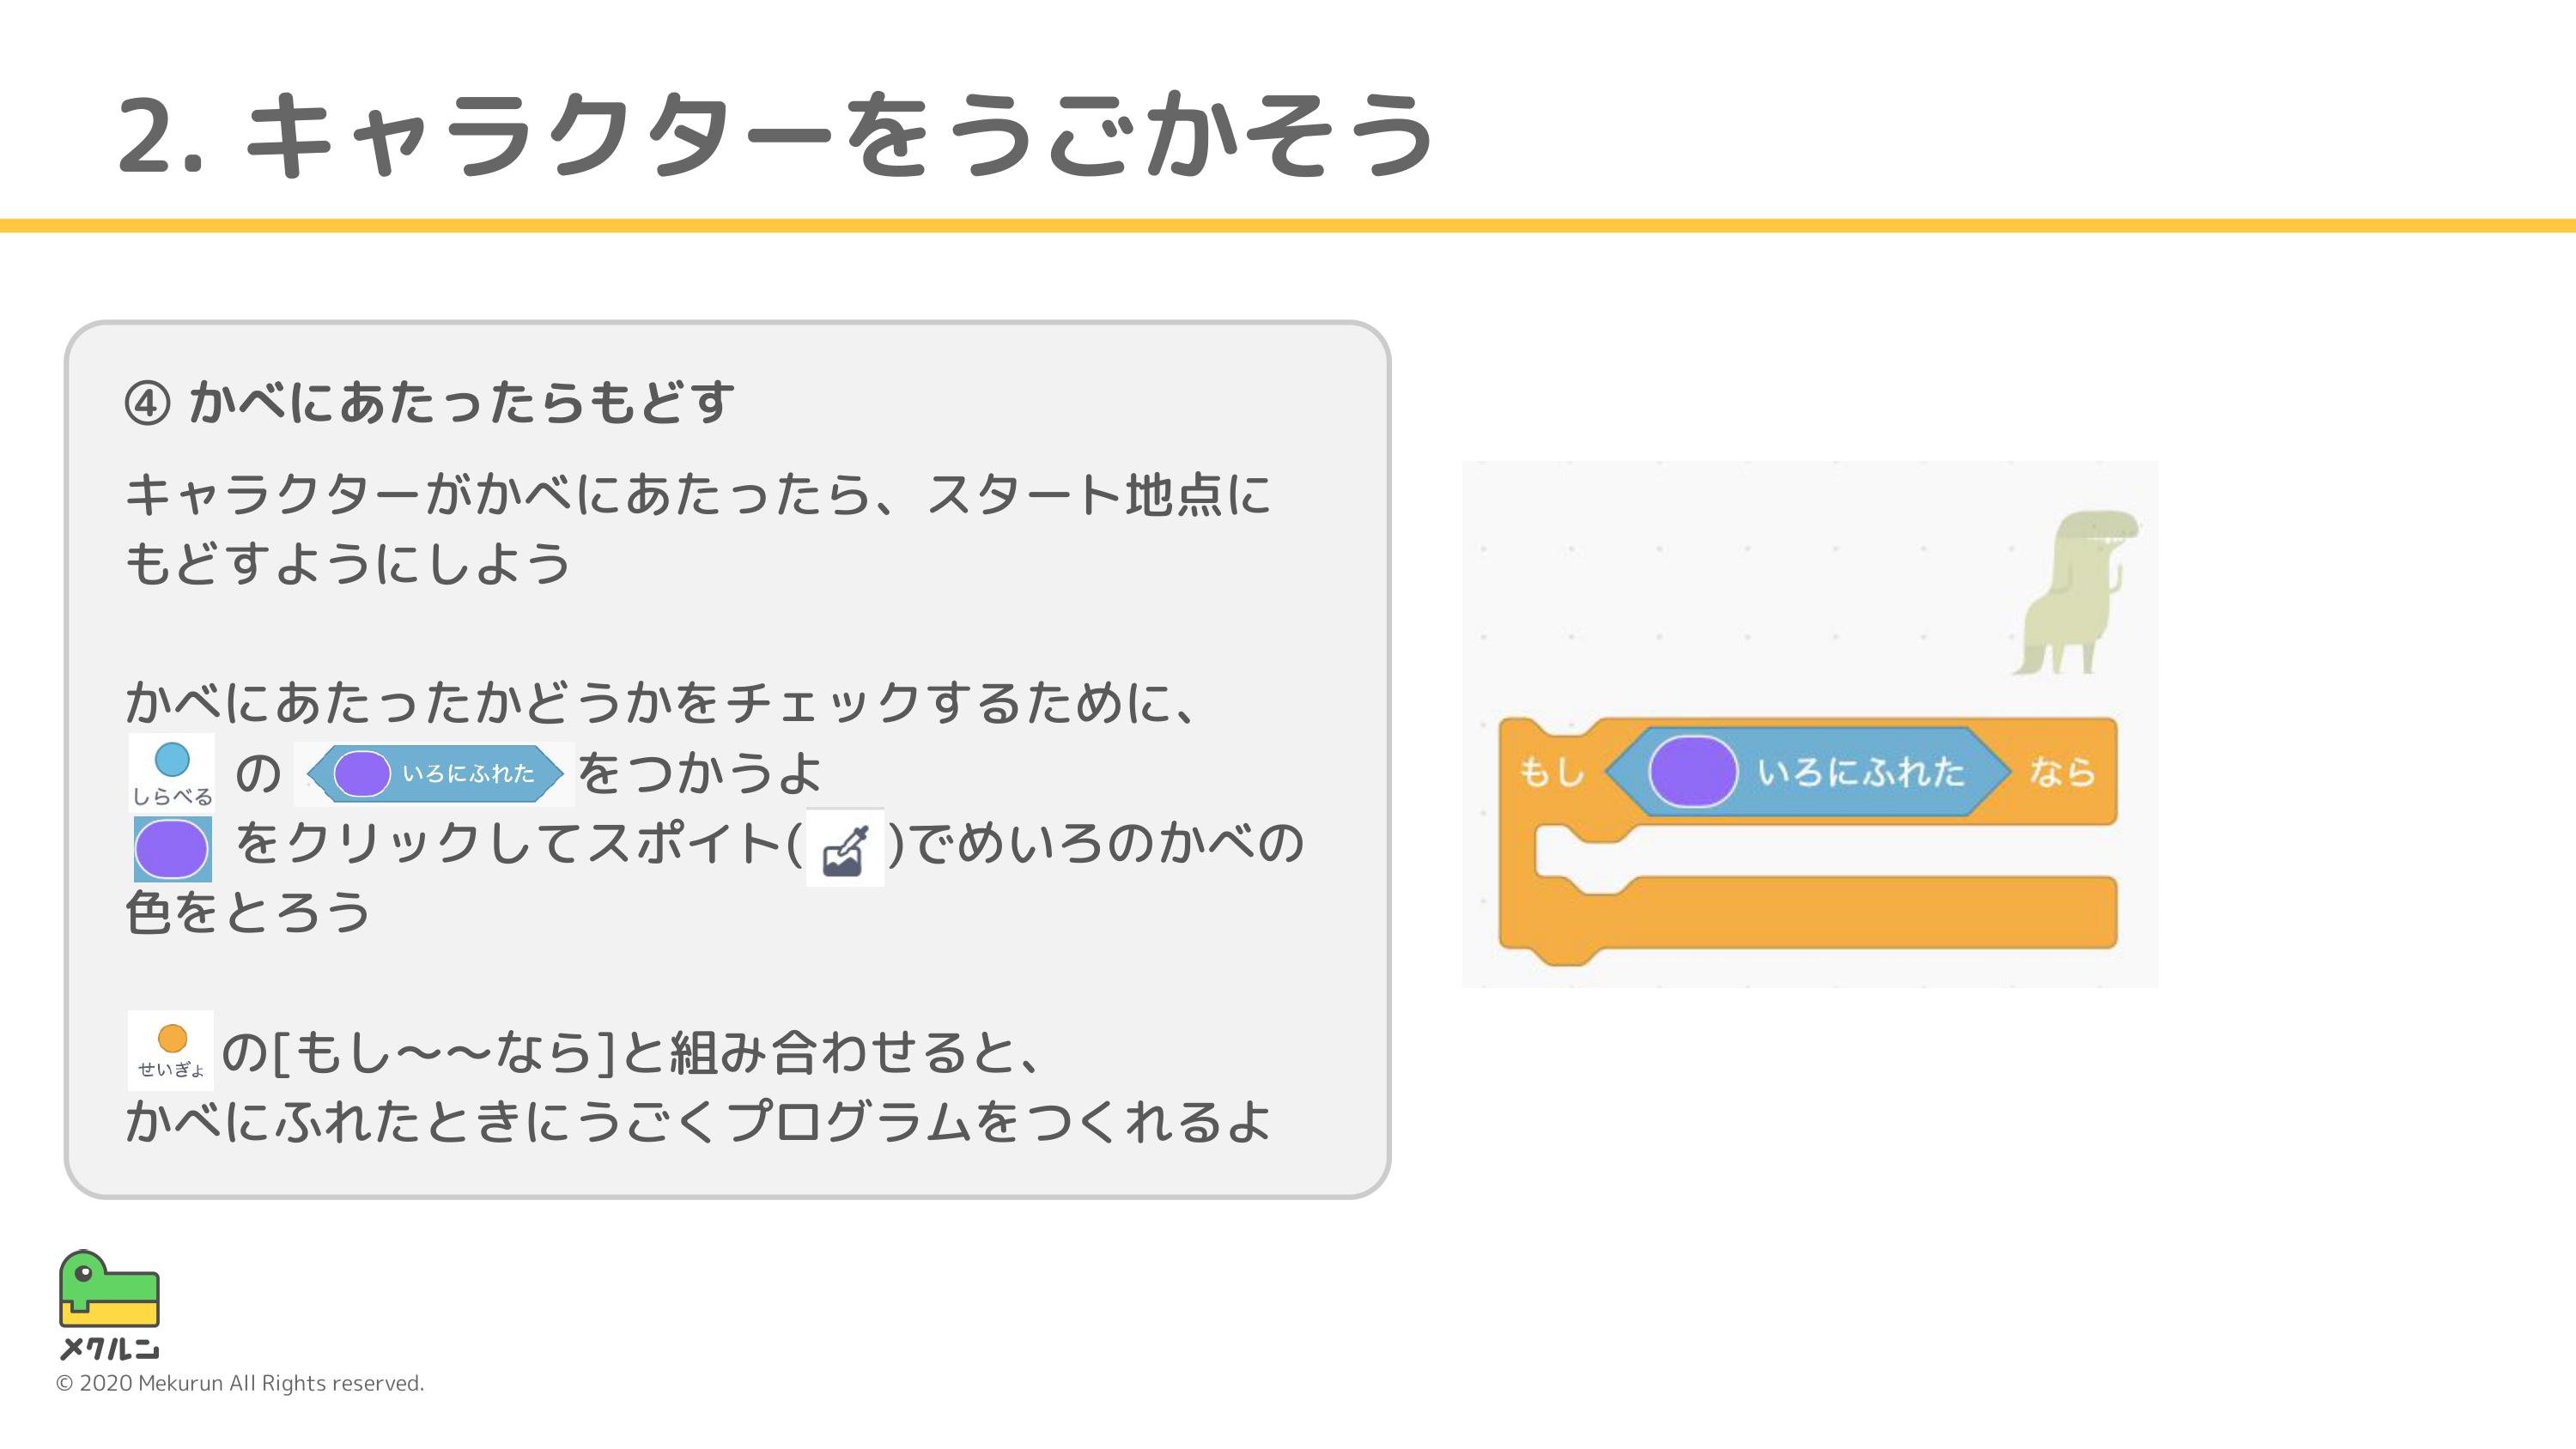 2. キャラクターをうごかそう
④ かべにあたったらもどす
キャラクターがかべにあたったら、スタート地点に
もどすようにしよう
かべにあたったかどうかをチェックするために、
しらべる の いろにふれた をつかうよ
をクリックしてスポイト( )でめいろのかべの
色をとろう
せいぎょ の[もし〜〜なら]と組み合わせると、
かべにふれたときにうごくプログラムをつくれるよ
もし いろにふれた なら
メクルン
© 2020 Mekurun All Rights reserved.